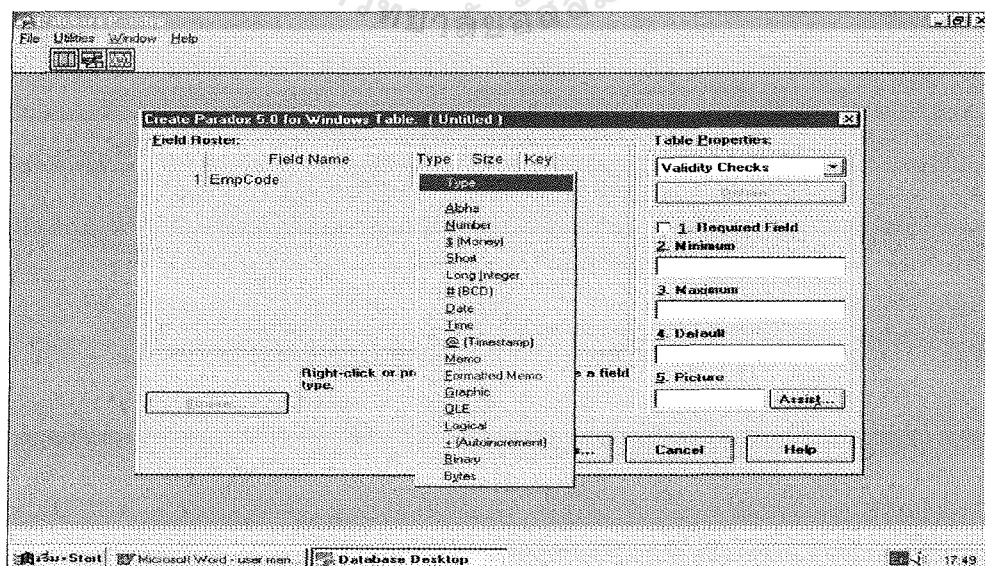 File Utilities Window Help
Create Paradox 5.0 for Windows Table: ( Untitled )
Field Roster:
Field Name Type Size Key
1 EmpCode
Type
Alpha
Number
$ (Money)
Short
Long Integer
# (BCD)
Date
Time
@ (Timestamp)
Memo
Formatted Memo
Graphic
OLE
Logical
+ (Autoincrement)
Binary
Bytes
Right-click or pr
e a field
type.
Table Properties:
Validity Checks
1. Required Field
2. Minimum
3. Maximum
4. Default
5. Picture
Assist...
Cancel
Help
เริ่ม-Start
Microsoft Word - user man
Database Desktop
17:49